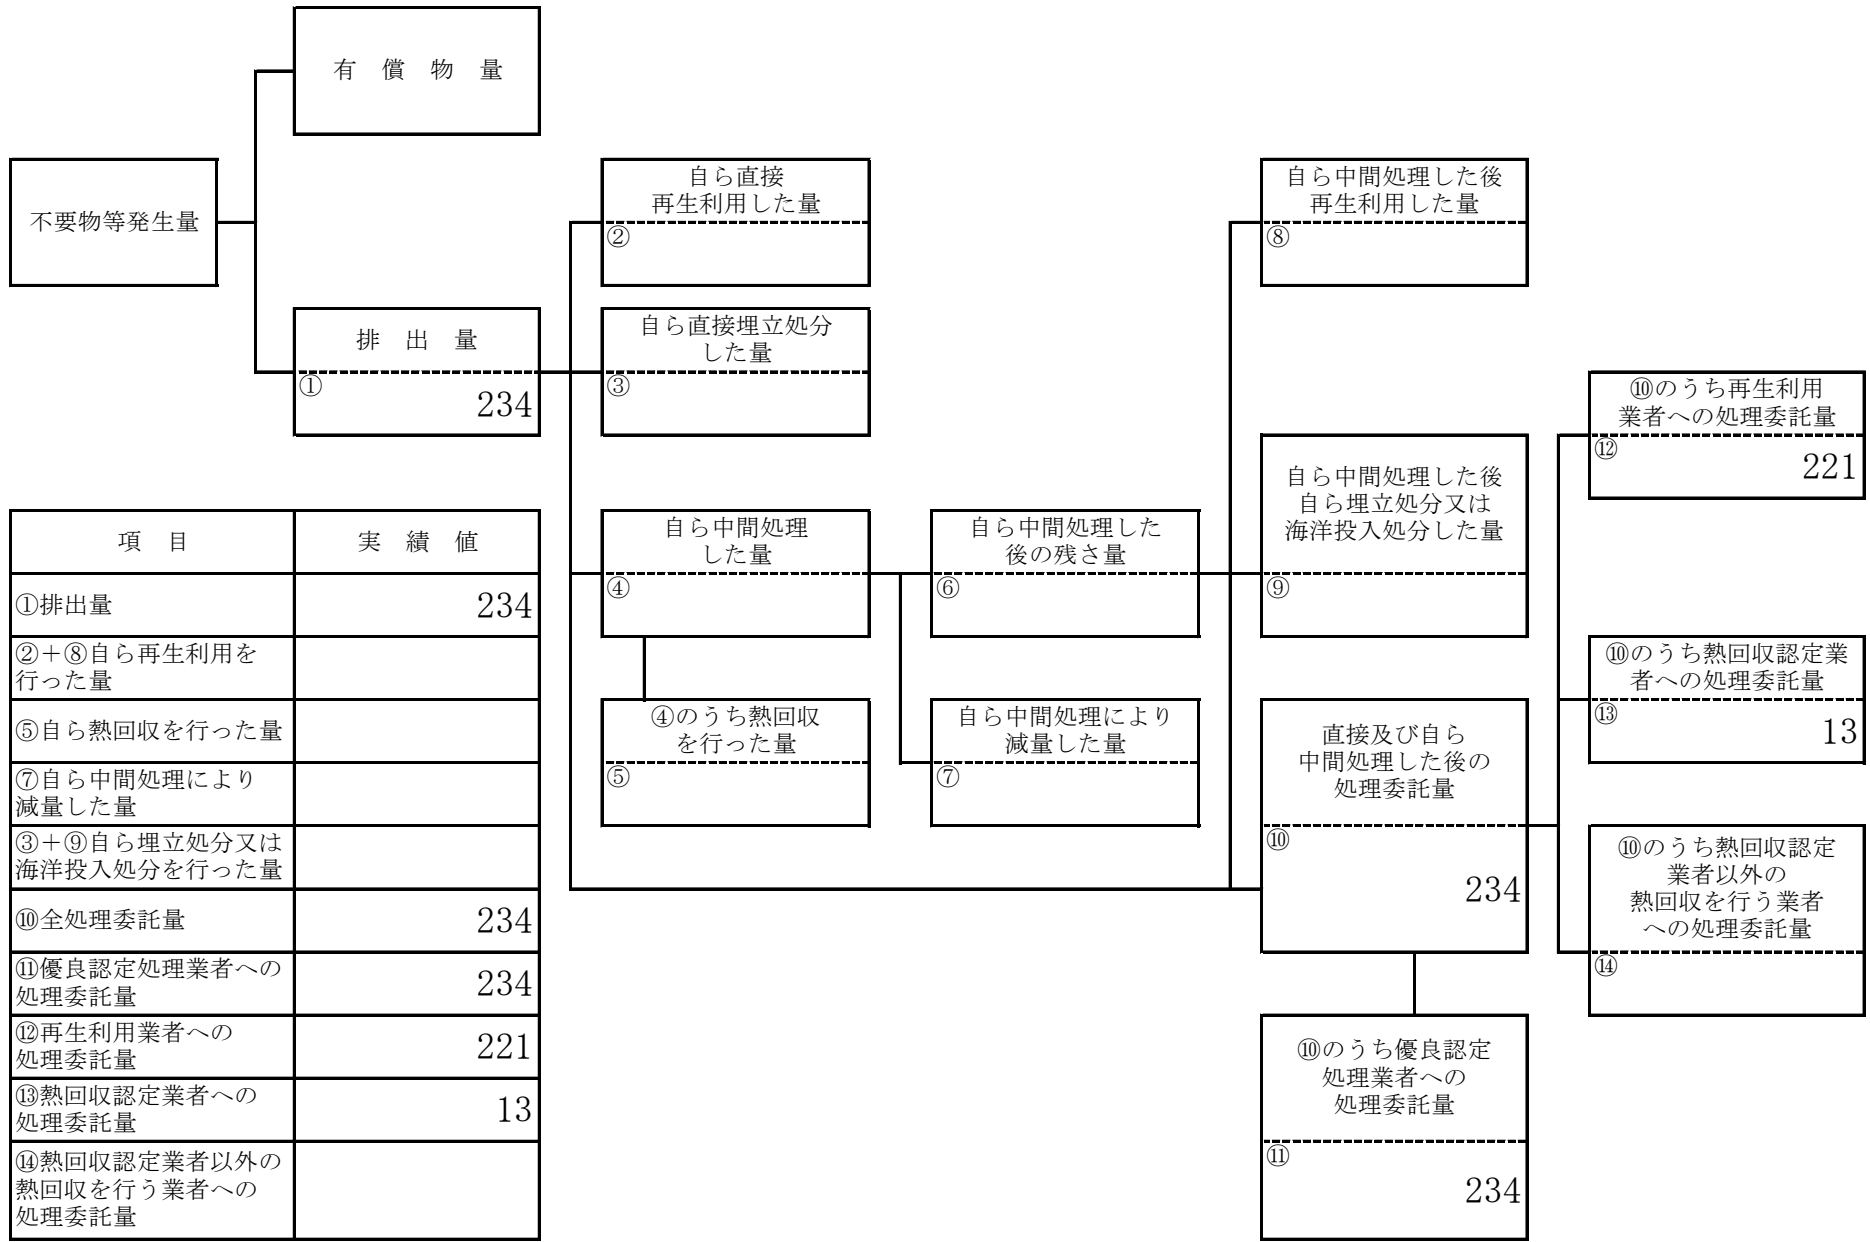 有　償　物　量
不要物等発生量
排　出　量
①
234
自ら直接
再生利用した量
②
自ら直接埋立処分
した量
③
自ら中間処理
した量
④
④のうち熱回収
を行った量
⑤
自ら中間処理した
後の残さ量
⑥
自ら中間処理により
減量した量
⑦
自ら中間処理した後
再生利用した量
⑧
自ら中間処理した後
自ら埋立処分又は
海洋投入処分した量
⑨
直接及び自ら
中間処理した後の
処理委託量
⑩
234
⑩のうち優良認定
処理業者への
処理委託量
⑪
234
⑩のうち再生利用
業者への処理委託量
⑫
221
⑩のうち熱回収認定業
者への処理委託量
⑬
13
⑩のうち熱回収認定
業者以外の
熱回収を行う業者
への処理委託量
⑭
項　目　実　績　値
①排出量 234
②＋⑧自ら再生利用を
行った量
⑤自ら熱回収を行った量
⑦自ら中間処理により
減量した量
③＋⑨自ら埋立処分又は
海洋投入処分を行った量
⑩全処理委託量 234
⑪優良認定処理業者への
処理委託量
234
⑫再生利用業者への
処理委託量
221
⑬熱回収認定業者への
処理委託量
13
⑭熱回収認定業者以外の
熱回収を行う業者への
処理委託量